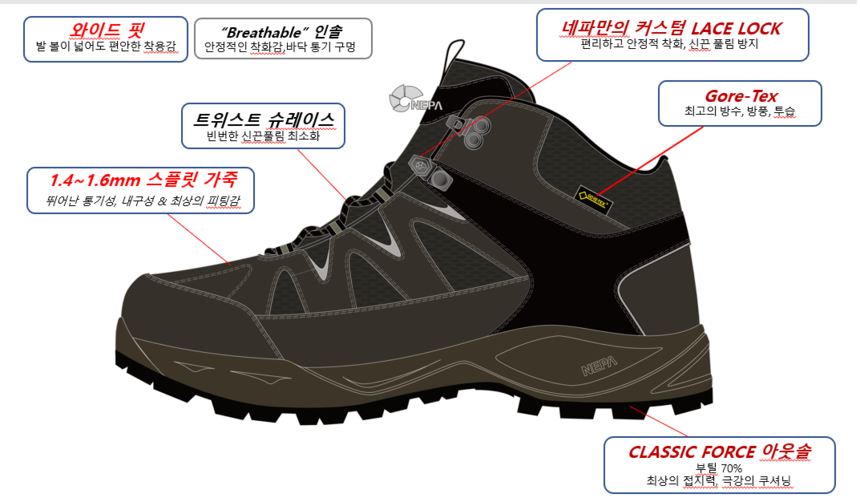 와이드 핏
발 볼이 넓어도 편안한 착용감
“Breathable” 인솔
안정적인 착화감,바닥 통기 구멍
네파만의 커스텀 LACE LOCK
편리하고 안정적 착화, 신끈 풀림 방지
Gore-Tex
최고의 방수, 방풍, 투습
트위스트 슈레이스
빈번한 신끈풀림 최소화
1.4~1.6mm 스플릿 가죽
뛰어난 통기성, 내구성 & 최상의 피팅감
NEPA
GORE-TEX
NEPA
CLASSIC FORCE 아웃솔
부틸 70%
최상의 접지력, 극강의 쿠셔닝